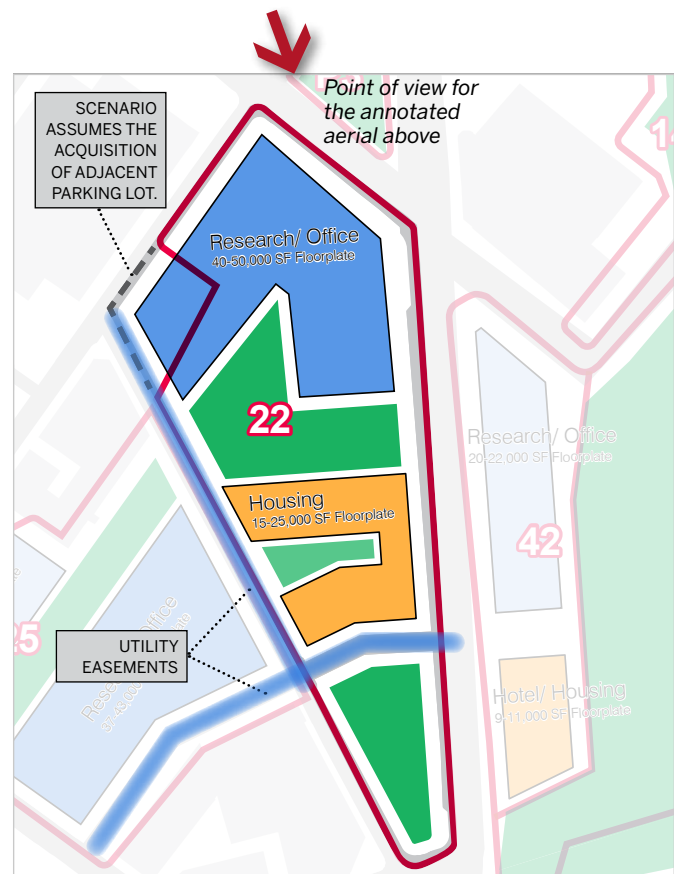 Point of view for
the annotated
aerial above
SCENARIO
ASSUMES THE
ACQUISITION
OF ADJACENT
PARKING LOT.
Research/ Office
40-50,000 SF Floorplate
22
Research/ Office
20-22,000 SF Floorplate
Housing
15-25,000 SF Floorplate
42
25
UTILITY
EASEMENTS
Hotel/ Housing
9-11,000 SF Floorplate